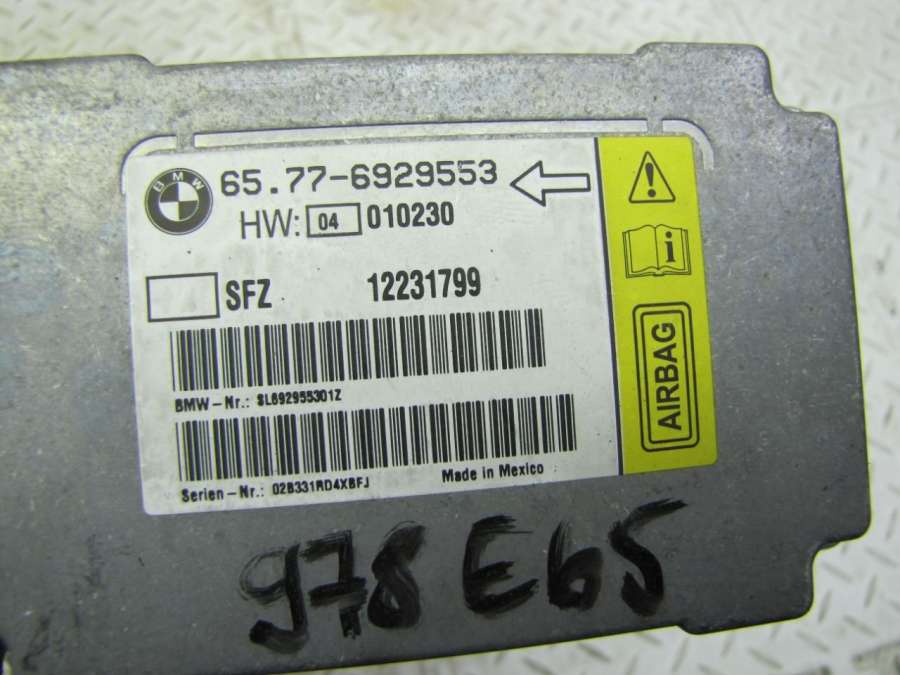 BMW
65.77-6929553
HW: 04 010230
SFZ 12231799
BMW-Nr.: SL692955301Z
Serien-Nr.: 02B331RD4XBFJ Made in Mexico
i
AIRBAG
978 E65